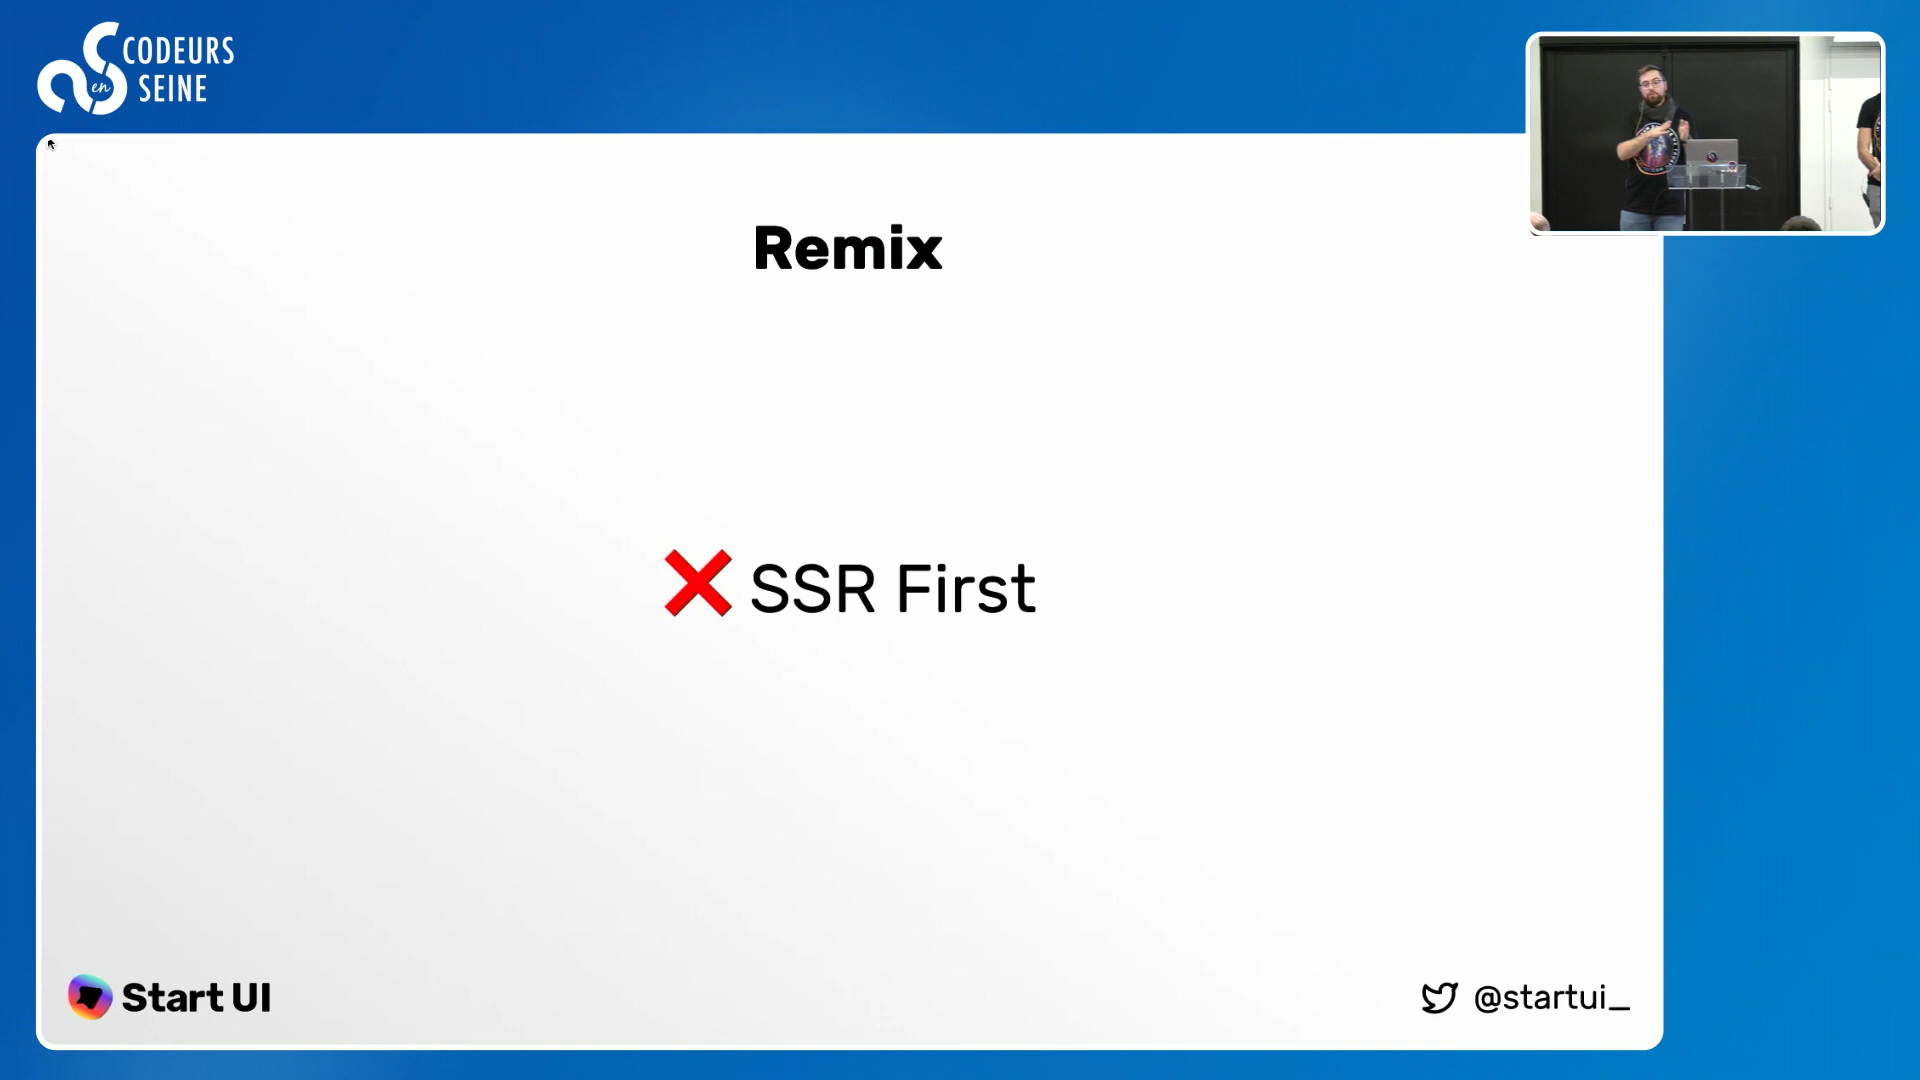 CODEURS
en SEINE
Remix
❌ SSR First
Start UI
@startui_